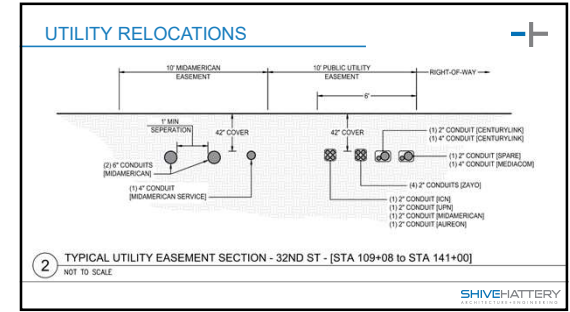 UTILITY RELOCATIONS
10' MIDAMERICAN
EASEMENT
10' PUBLIC UTILITY
EASEMENT
RIGHT-OF-WAY
6'
1' MIN
SEPERATION
42" COVER
42" COVER
(1) 2" CONDUIT [CENTURYLINK]
(1) 4" CONDUIT [CENTURYLINK]
(2) 6" CONDUITS
[MIDAMERICAN]
(1) 2" CONDUIT [SPARE]
(1) 4" CONDUIT [MEDIACOM]
(1) 4" CONDUIT
[MIDAMERICAN SERVICE]
(4) 2" CONDUITS [ZAYO]
(1) 2" CONDUIT [ICN]
(1) 2" CONDUIT [UPN]
(1) 2" CONDUIT [MIDAMERICAN]
(1) 2" CONDUIT [AUREON]
2
TYPICAL UTILITY EASEMENT SECTION - 32ND ST - [STA 109+08 to STA 141+00]
NOT TO SCALE
SHIVEHATTERY
ARCHITECTURE+ENGINEERING